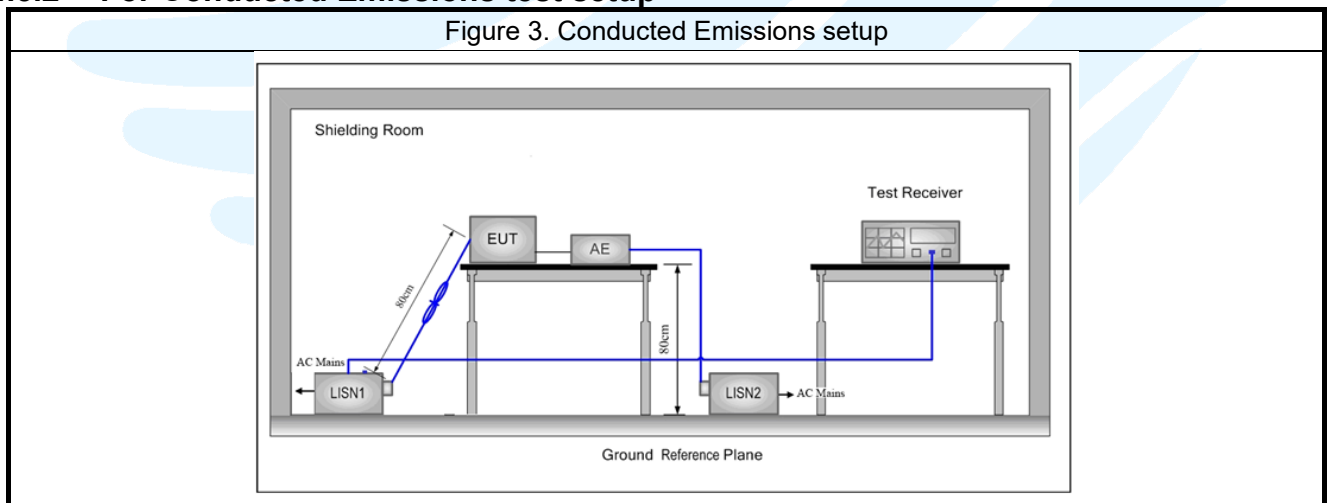 Figure 3. Conducted Emissions setup
Shielding Room
Test Receiver
EUT
AE
80cm
80cm
AC Mains
LISN1
LISN2
AC Mains
Ground Reference Plane